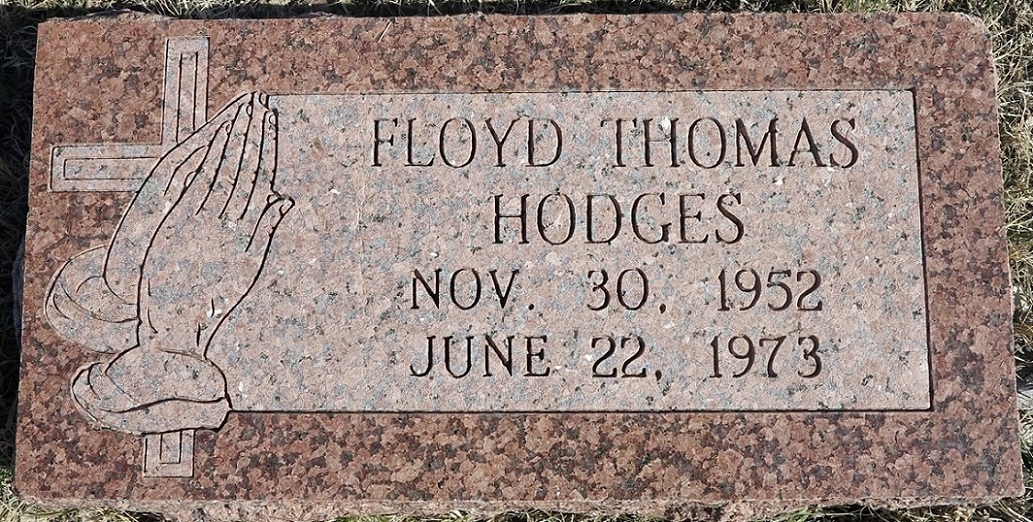 FLOYD THOMAS
HODGES
NOV. 30, 1952
JUNE 22, 1973